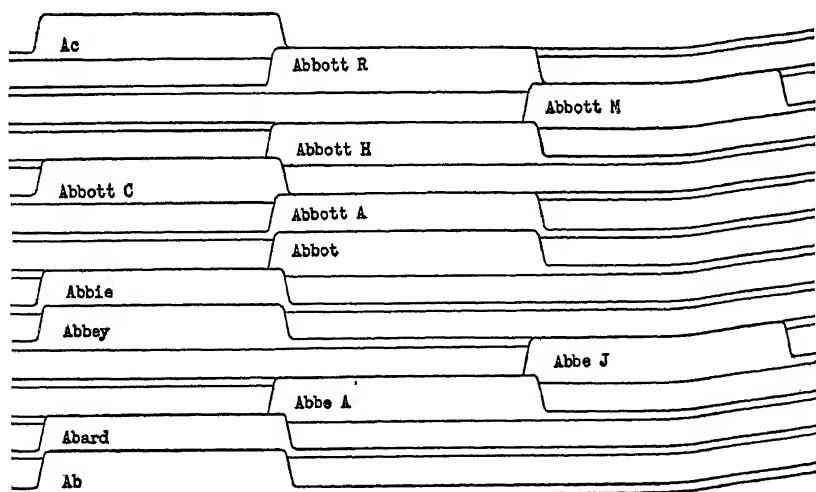 Ac
Abbott R
Abbott M
Abbott H
Abbott C
Abbott A
Abbot
Abbie
Abbey
Abbe J
Abbe A
Abard
Ab